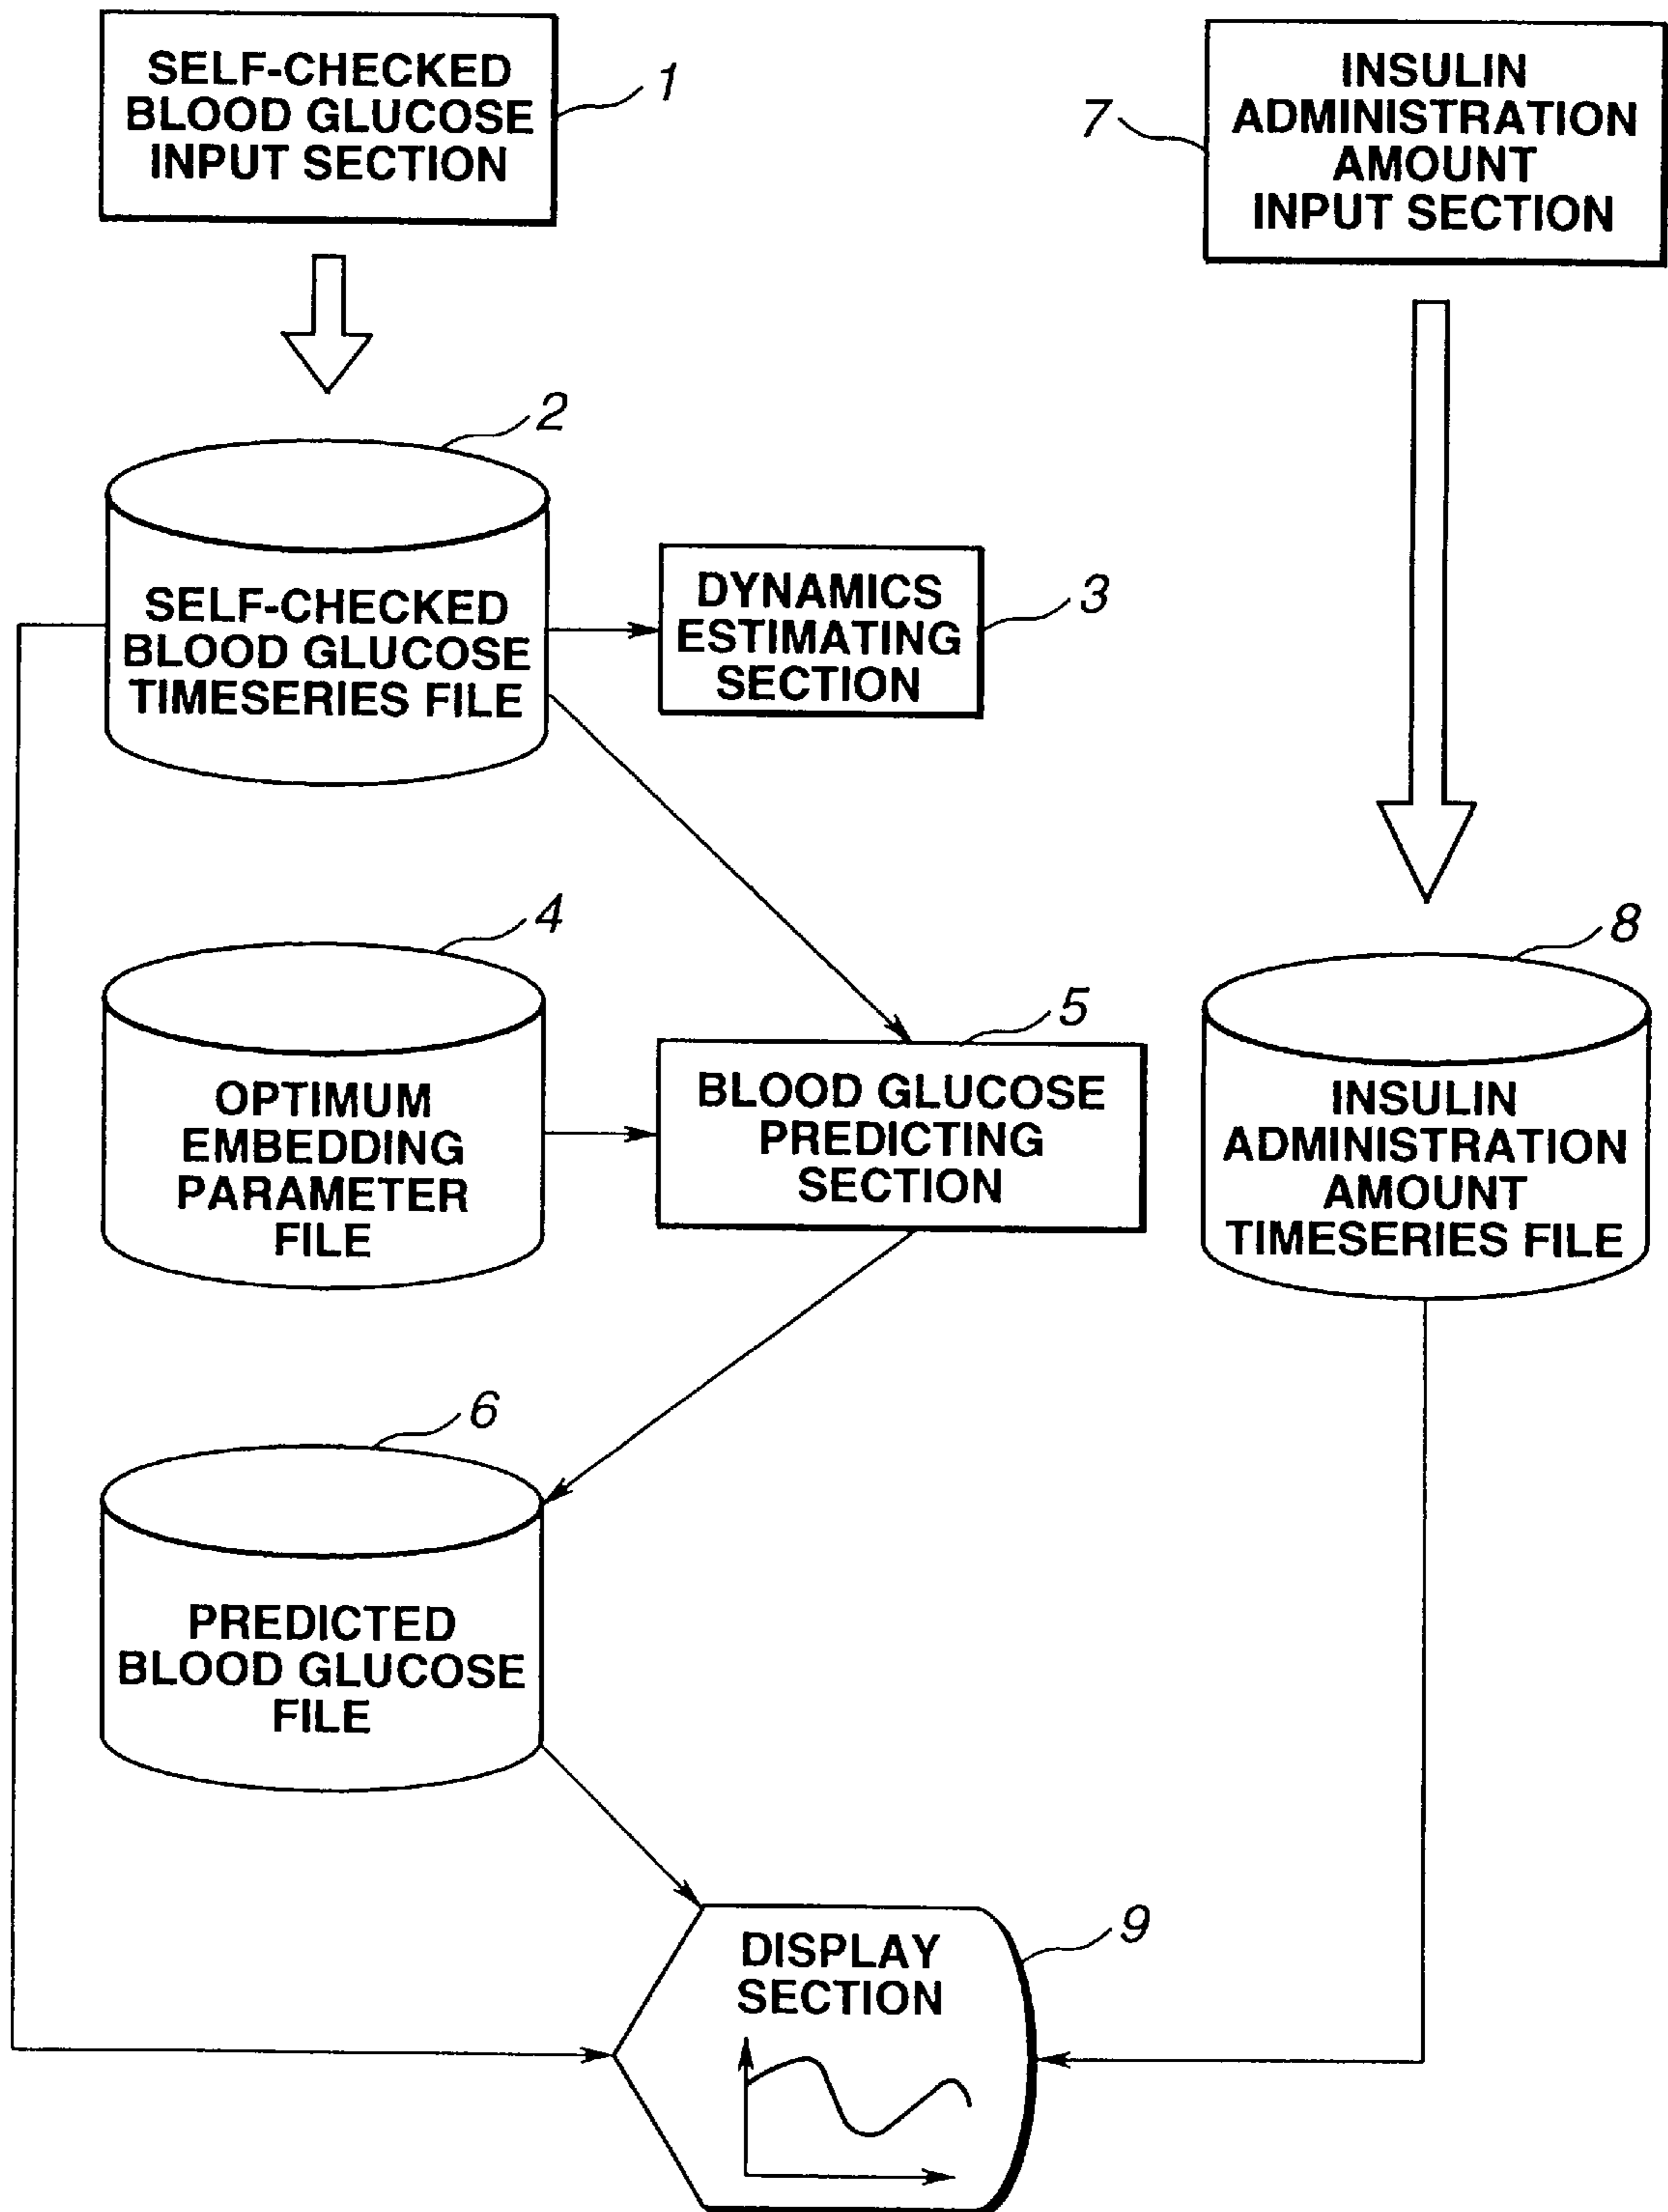 SELF-CHECKED
BLOOD GLUCOSE
INPUT SECTION
1
INSULIN
ADMINISTRATION
AMOUNT
INPUT SECTION
7
2
SELF-CHECKED
BLOOD GLUCOSE
TIMESERIES FILE
DYNAMICS
ESTIMATING
SECTION
3
4
OPTIMUM
EMBEDDING
PARAMETER
FILE
5
BLOOD GLUCOSE
PREDICTING
SECTION
8
INSULIN
ADMINISTRATION
AMOUNT
TIMESERIES FILE
6
PREDICTED
BLOOD GLUCOSE
FILE
DISPLAY
SECTION
9